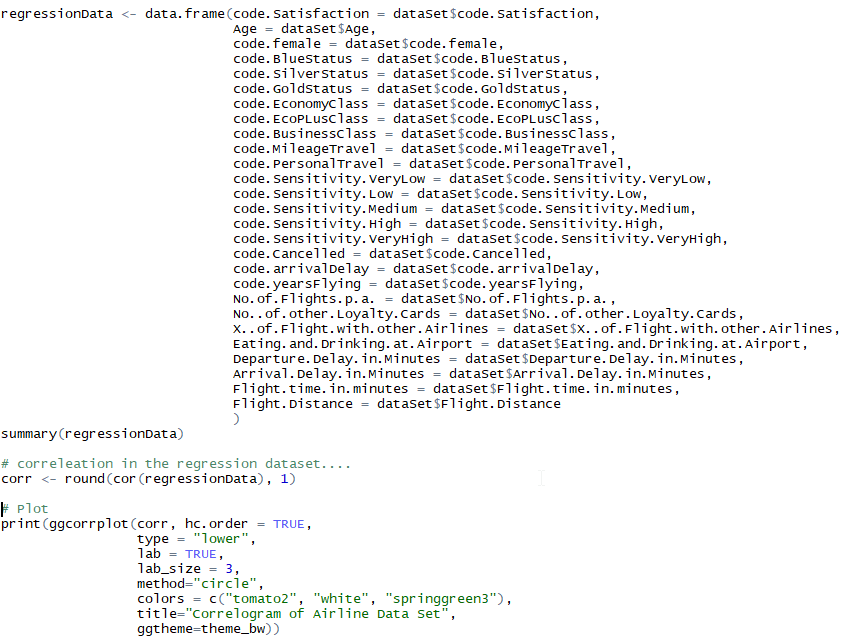 regressionData <- data.frame(code.Satisfaction = dataSet$code.Satisfaction,
Age = dataSet$Age,
code.female = dataSet$code.female,
code.BlueStatus = dataSet$code.BlueStatus,
code.SilverStatus = dataSet$code.SilverStatus,
code.GoldStatus = dataSet$code.GoldStatus,
code.EconomyClass = dataSet$code.EconomyClass,
code.EcoPLusClass = dataSet$code.EcoPLusClass,
code.BusinessClass = dataSet$code.BusinessClass,
code.MileageTravel = dataSet$code.MileageTravel,
code.PersonalTravel = dataSet$code.PersonalTravel,
code.Sensitivity.VeryLow = dataSet$code.Sensitivity.VeryLow,
code.Sensitivity.Low = dataSet$code.Sensitivity.Low,
code.Sensitivity.Medium = dataSet$code.Sensitivity.Medium,
code.Sensitivity.High = dataSet$code.Sensitivity.High,
code.Sensitivity.VeryHigh = dataSet$code.Sensitivity.VeryHigh,
code.Cancelled = dataSet$code.Cancelled,
code.arrivalDelay = dataSet$code.arrivalDelay,
code.yearsFlying = dataSet$code.yearsFlying,
No.of.Flights.p.a. = dataSet$No.of.Flights.p.a.,
No..of.other.Loyalty.Cards = dataSet$No..of.other.Loyalty.Cards,
X..of.Flight.with.other.Airlines = dataSet$X..of.Flight.with.other.Airlines,
Eating.and.Drinking.at.Airport = dataSet$Eating.and.Drinking.at.Airport,
Departure.Delay.in.Minutes = dataSet$Departure.Delay.in.Minutes,
Arrival.Delay.in.Minutes = dataSet$Arrival.Delay.in.Minutes,
Flight.time.in.minutes = dataSet$Flight.time.in.minutes,
Flight.Distance = dataSet$Flight.Distance
)
summary(regressionData)
# correleation in the regression dataset....
corr <- round(cor(regressionData), 1)
# Plot
print(ggcorrplot(corr, hc.order = TRUE,
type = "lower",
lab = TRUE,
lab_size = 3,
method="circle",
colors = c("tomato2", "white", "springgreen3"),
title="Correlogram of Airline Data Set",
ggtheme=theme_bw))